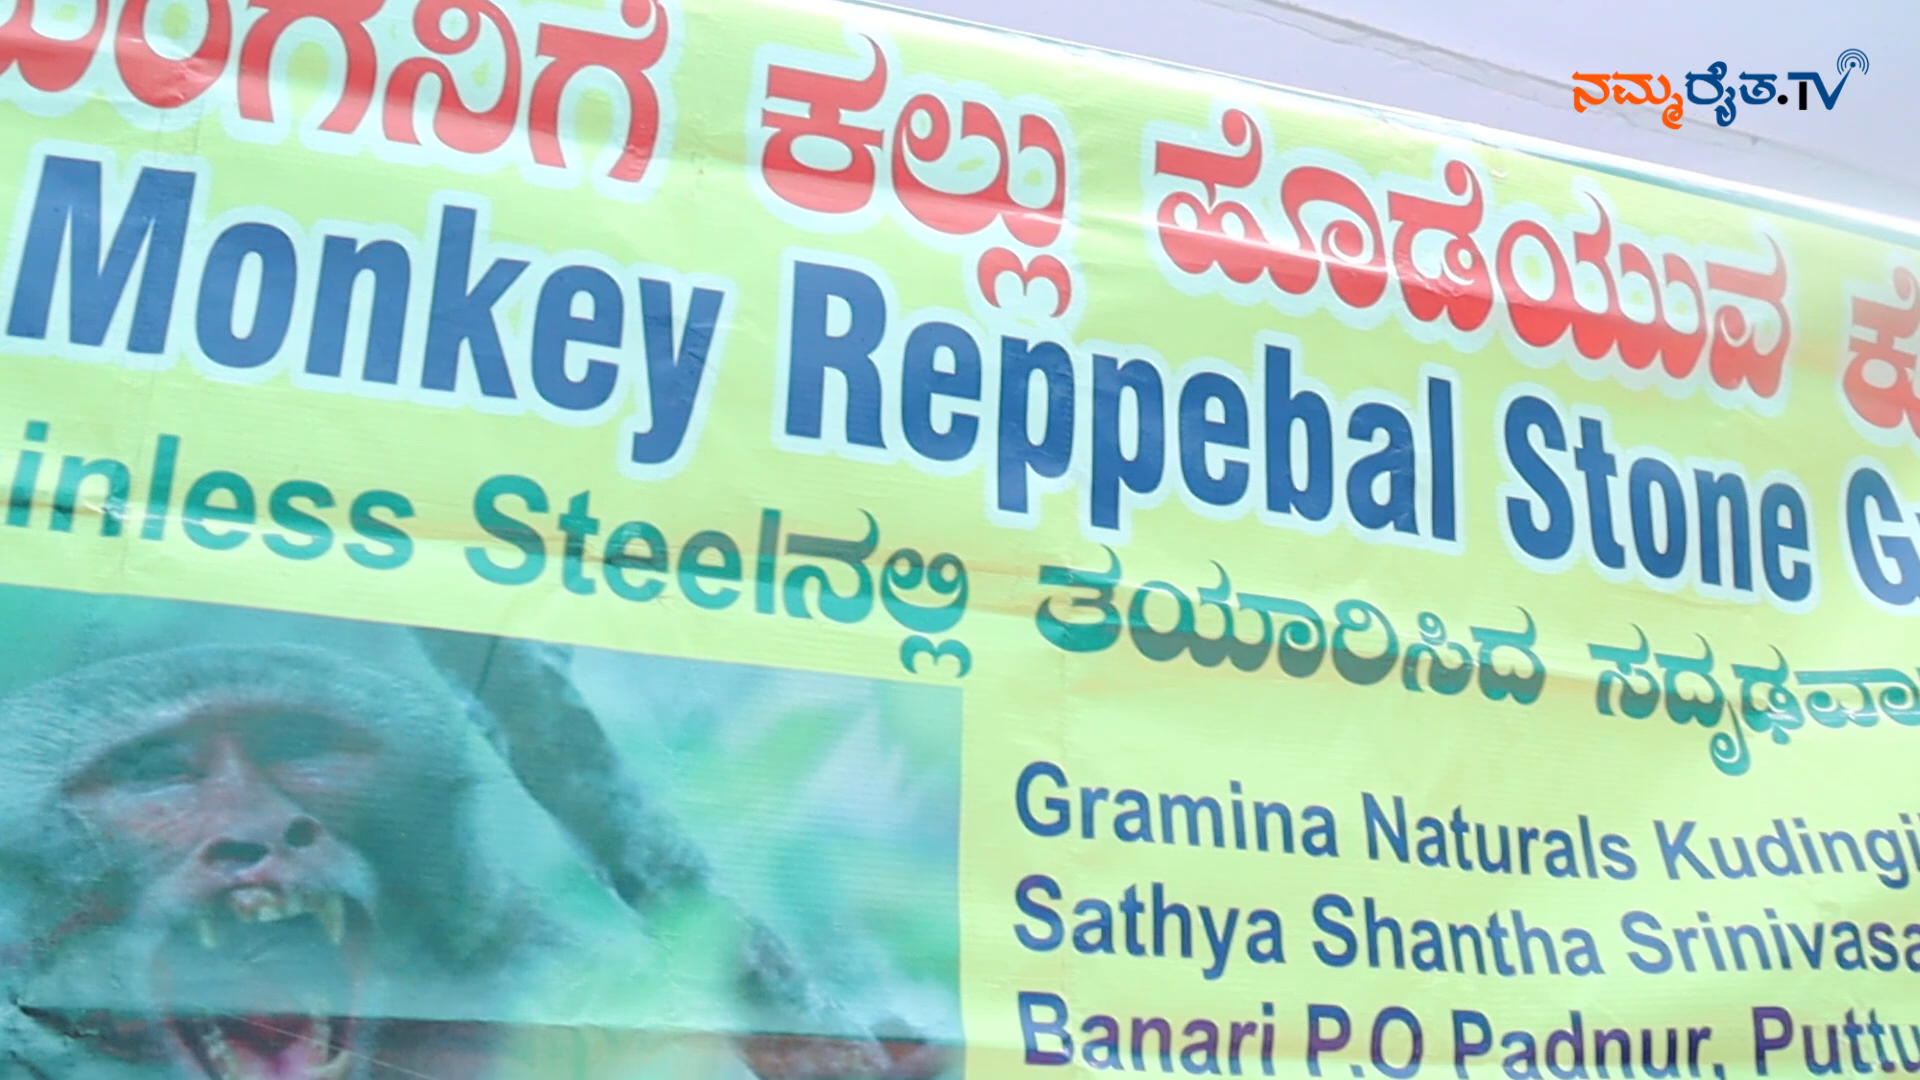 ನಮ್ಮರೈತ.TV
ಮಂಗನಿಗೆ ಕಲ್ಲು ಹೊಡೆಯುವ
Monkey Reppebal Stone
inless Steelನಲ್ಲಿ ತಯಾರಿಸಿದ ಸದೃಢವಾ
Gramina Naturals Kudingi
Sathya Shantha Srinivasa
Banari P.O Padnur, Puttu